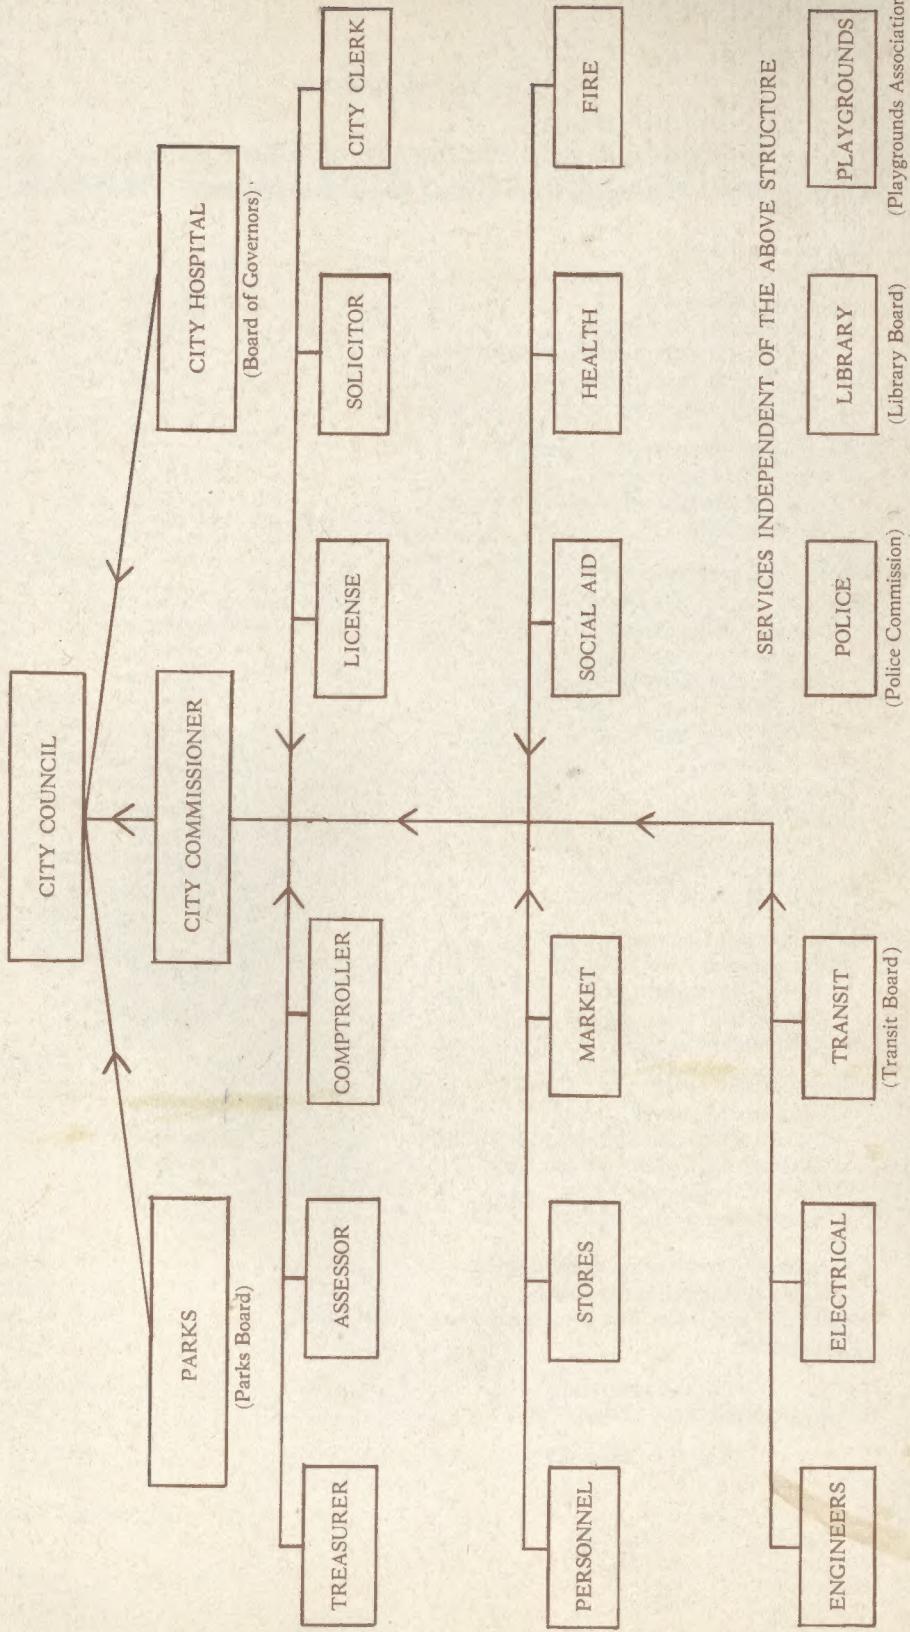 CITY COUNCIL
PARKS
(Parks Board)
CITY COMMISSIONER
CITY HOSPITAL
(Board of Governors)
TREASURER
ASSESSOR
COMPTROLLER
LICENSE
SOLICITOR
CITY CLERK
PERSONNEL
STORES
MARKET
SOCIAL AID
HEALTH
FIRE
ENGINEERS
ELECTRICAL
TRANSIT
(Transit Board)
SERVICES INDEPENDENT OF THE ABOVE STRUCTURE
POLICE
(Police Commission)
LIBRARY
(Library Board)
PLAYGROUNDS
(Playgrounds Association